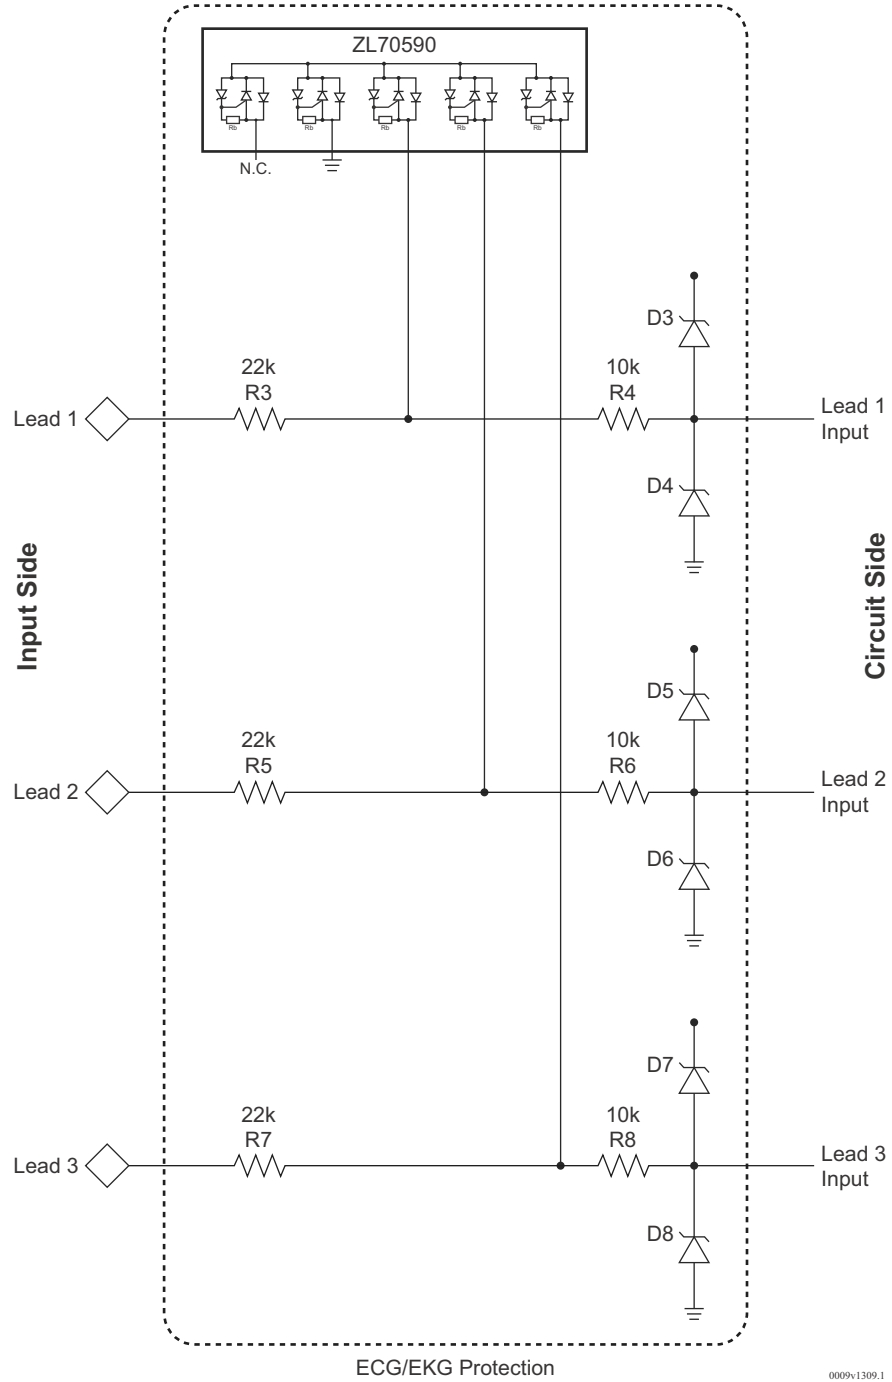 ZL70590
Rb
Rb
Rb
Rb
Rb
N.C.
D3
22k
R3
10k
R4
Lead 1
Lead 1
Input
D4
Input Side
Circuit Side
D5
22k
R5
10k
R6
Lead 2
Lead 2
Input
D6
D7
22k
R7
10k
R8
Lead 3
Lead 3
Input
D8
ECG/EKG Protection
0009v1309.1